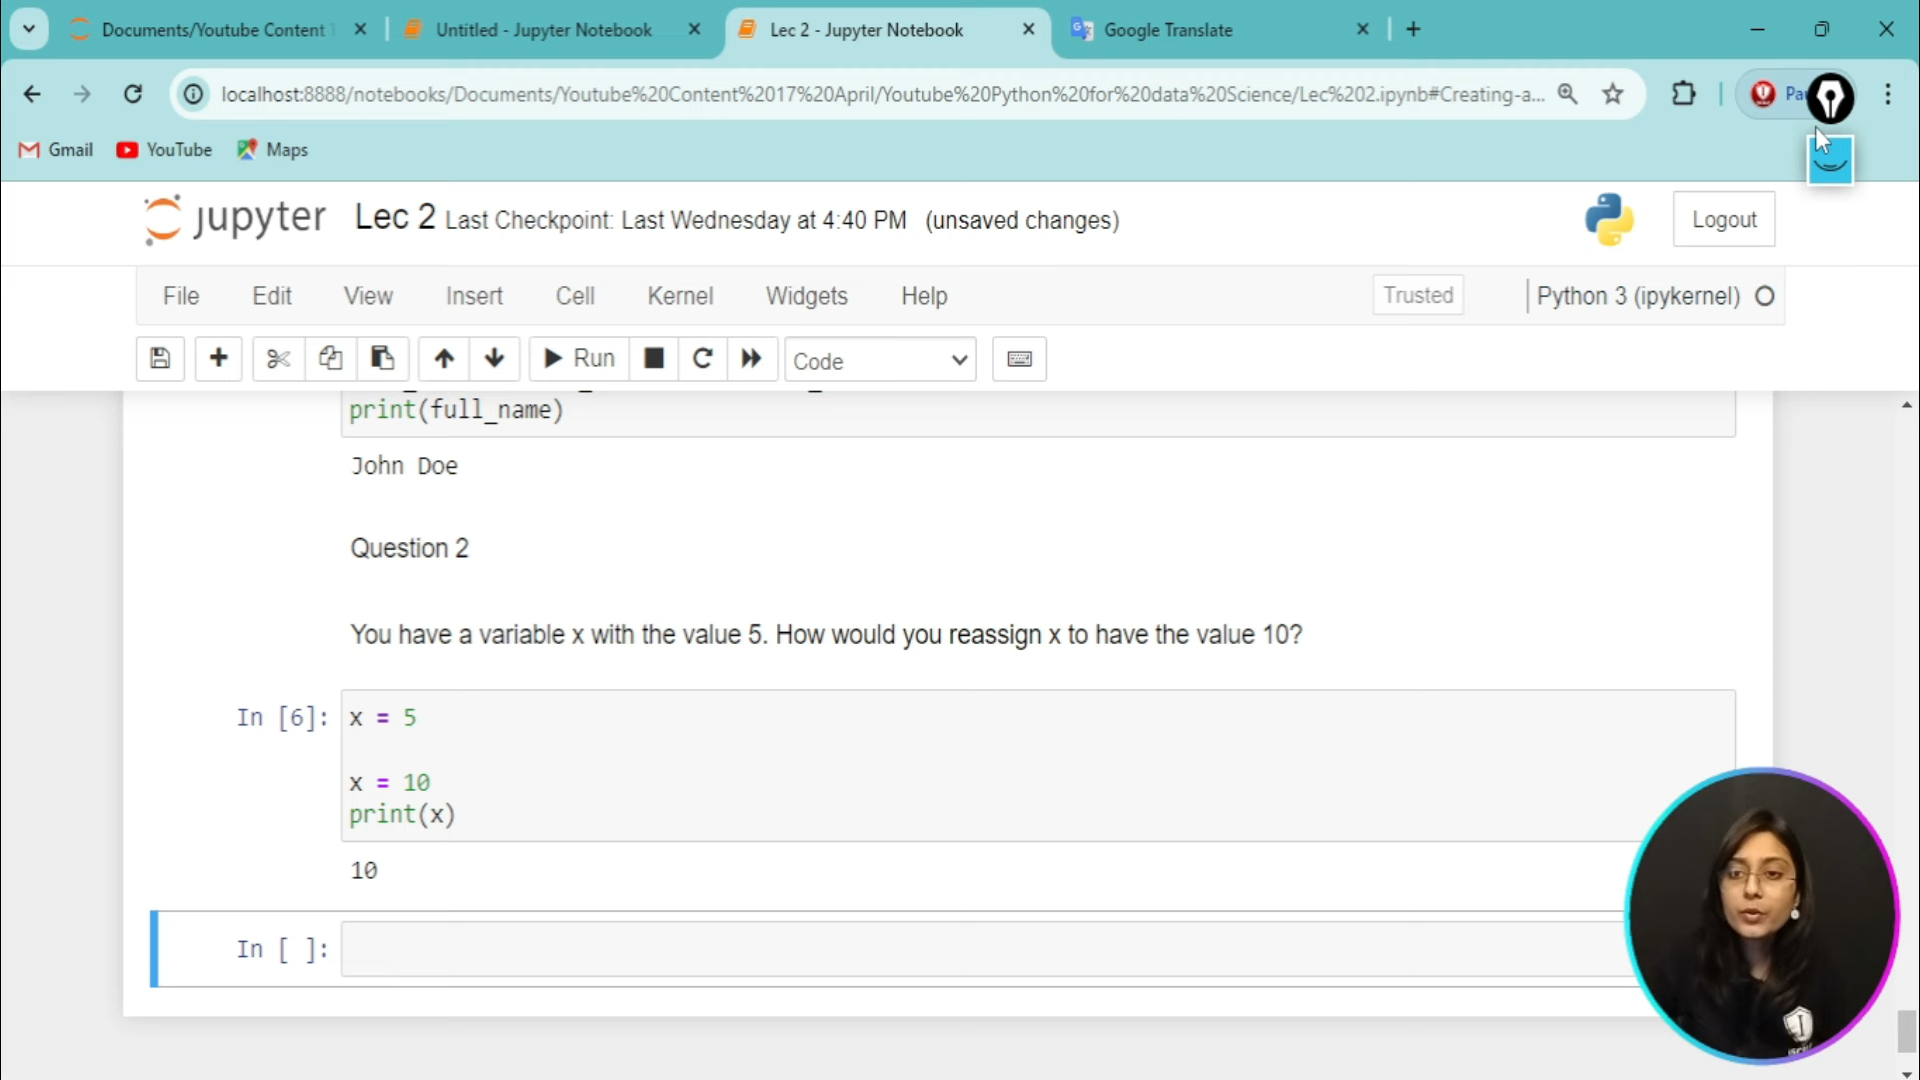 Documents/Youtube Content 1
Untitled - Jupyter Notebook
Lec 2 - Jupyter Notebook
Google Translate
localhost:8888/notebooks/Documents/Youtube%20Content%2017%20April/Youtube%20Python%20for%20data%20Science/Lec%202.ipynb#Creating-a...
Gmail
YouTube
Maps
jupyter
Lec 2 Last Checkpoint: Last Wednesday at 4:40 PM (unsaved changes)
Logout
File Edit View Insert Cell Kernel Widgets Help
Trusted
Python 3 (ipykernel)
Run
Code
print(full_name)
John Doe
Question 2
You have a variable x with the value 5. How would you reassign x to have the value 10?
In [6]: x = 5
x = 10
print(x)
10
In [ ]: